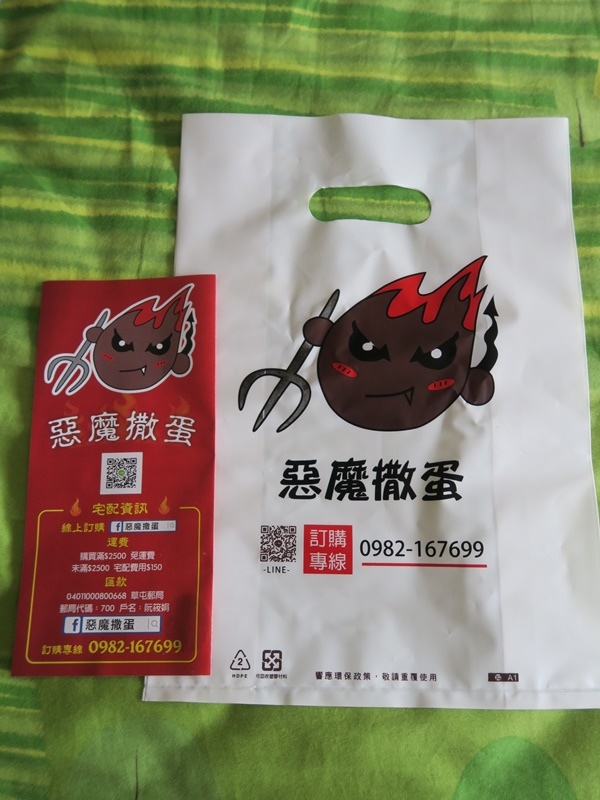 惡魔撒蛋
宅配資訊
線上訂購 f 惡魔撒蛋
運費
購買滿$2500 免運費
未滿$2500 宅配費用$150
匯款
04011000800668 草屯郵局
郵局代碼：700 戶名：阮筱娟
f 惡魔撒蛋
訂購專線 0982-167699
惡魔撒蛋
-LINE-
訂購
專線
0982-167699
2
HDPE
響應環保政策．敬請重覆使用
A1